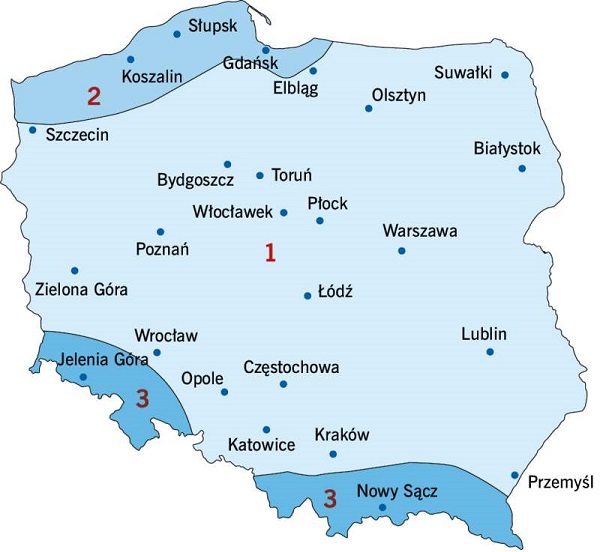 Słupsk
Koszalin
Gdańsk
Elbląg
Suwałki
2
Olsztyn
Szczecin
Białystok
Bydgoszcz
Toruń
Włocławek
Płock
Warszawa
Poznań
1
Zielona Góra
Łódź
Wrocław
Lublin
Jelenia Góra
Opole
Częstochowa
3
Katowice
Kraków
Przemyśl
3
Nowy Sącz